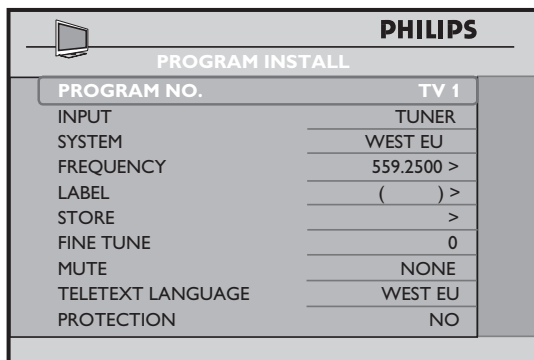 PHILIPS
PROGRAM INSTALL
PROGRAM NO. TV 1
INPUT TUNER
SYSTEM WEST EU
FREQUENCY 559.2500 >
LABEL ( ) >
STORE >
FINE TUNE 0
MUTE NONE
TELETEXT LANGUAGE WEST EU
PROTECTION NO